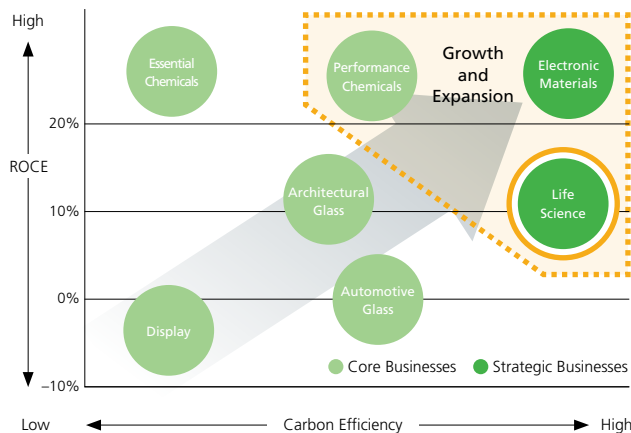 High
Essential
Chemicals
Performance
Chemicals
Growth
and
Expansion
Electronic
Materials
20%
ROCE
Architectural
Glass
Life
Science
10%
0%
Automotive
Glass
Display
Core Businesses
Strategic Businesses
–10%
Low
Carbon Efficiency
High